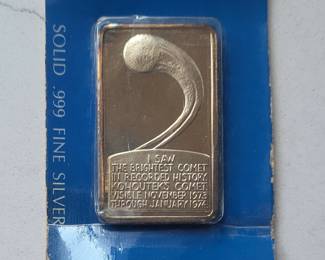 SOLID .999 FINE SILVER
I SAW
THE BRIGHTEST COMET
IN RECORDED HISTORY
KOHOUTEK'S COMET
VISIBLE NOVEMBER 1973
THROUGH JANUARY 1974